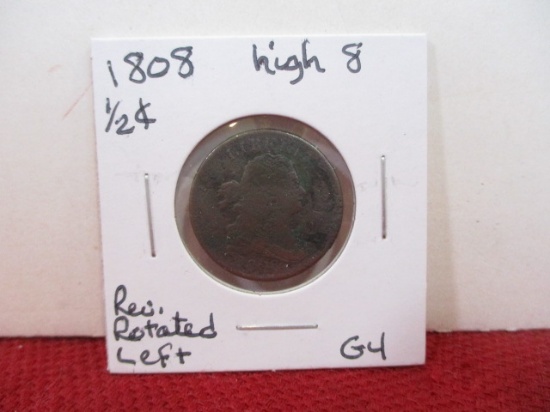 1808 high 8
1/2¢
Rev.
Rotated
Left
G4